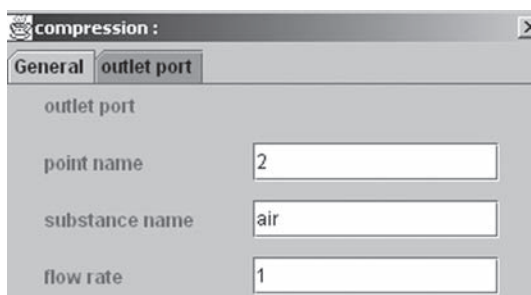 compression :
General outlet port
outlet port
point name 2
substance name air
flow rate 1